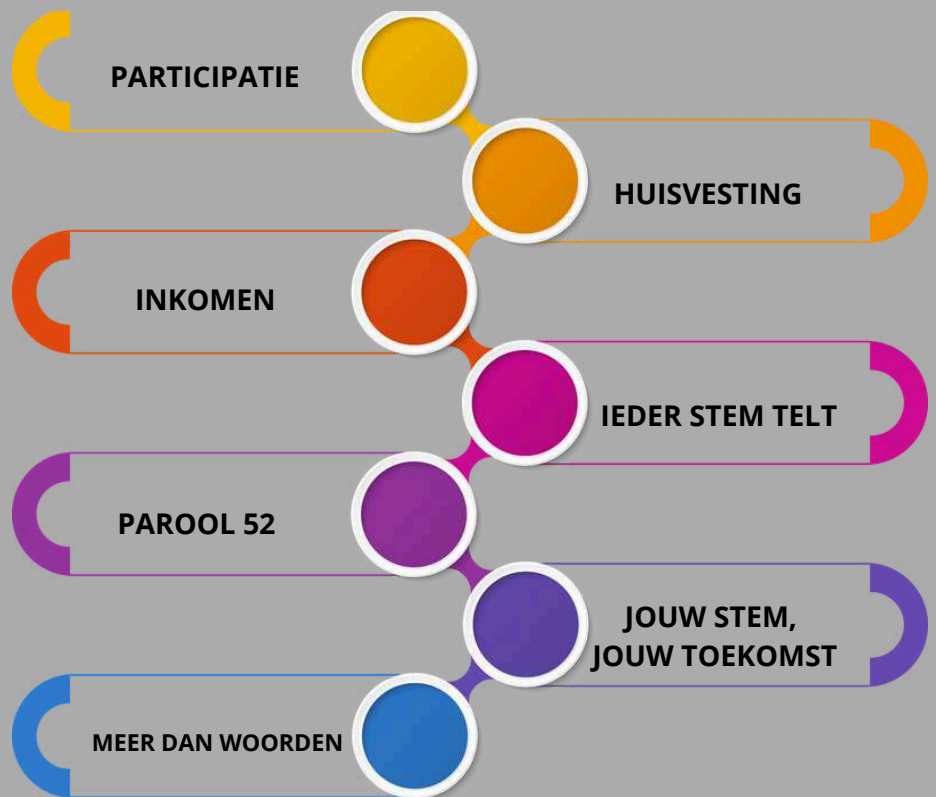 PARTICIPATIE
HUISVESTING
INKOMEN
IEDER STEM TELT
PAROOL 52
JOUW STEM,
JOUW TOEKOMST
MEER DAN WOORDEN